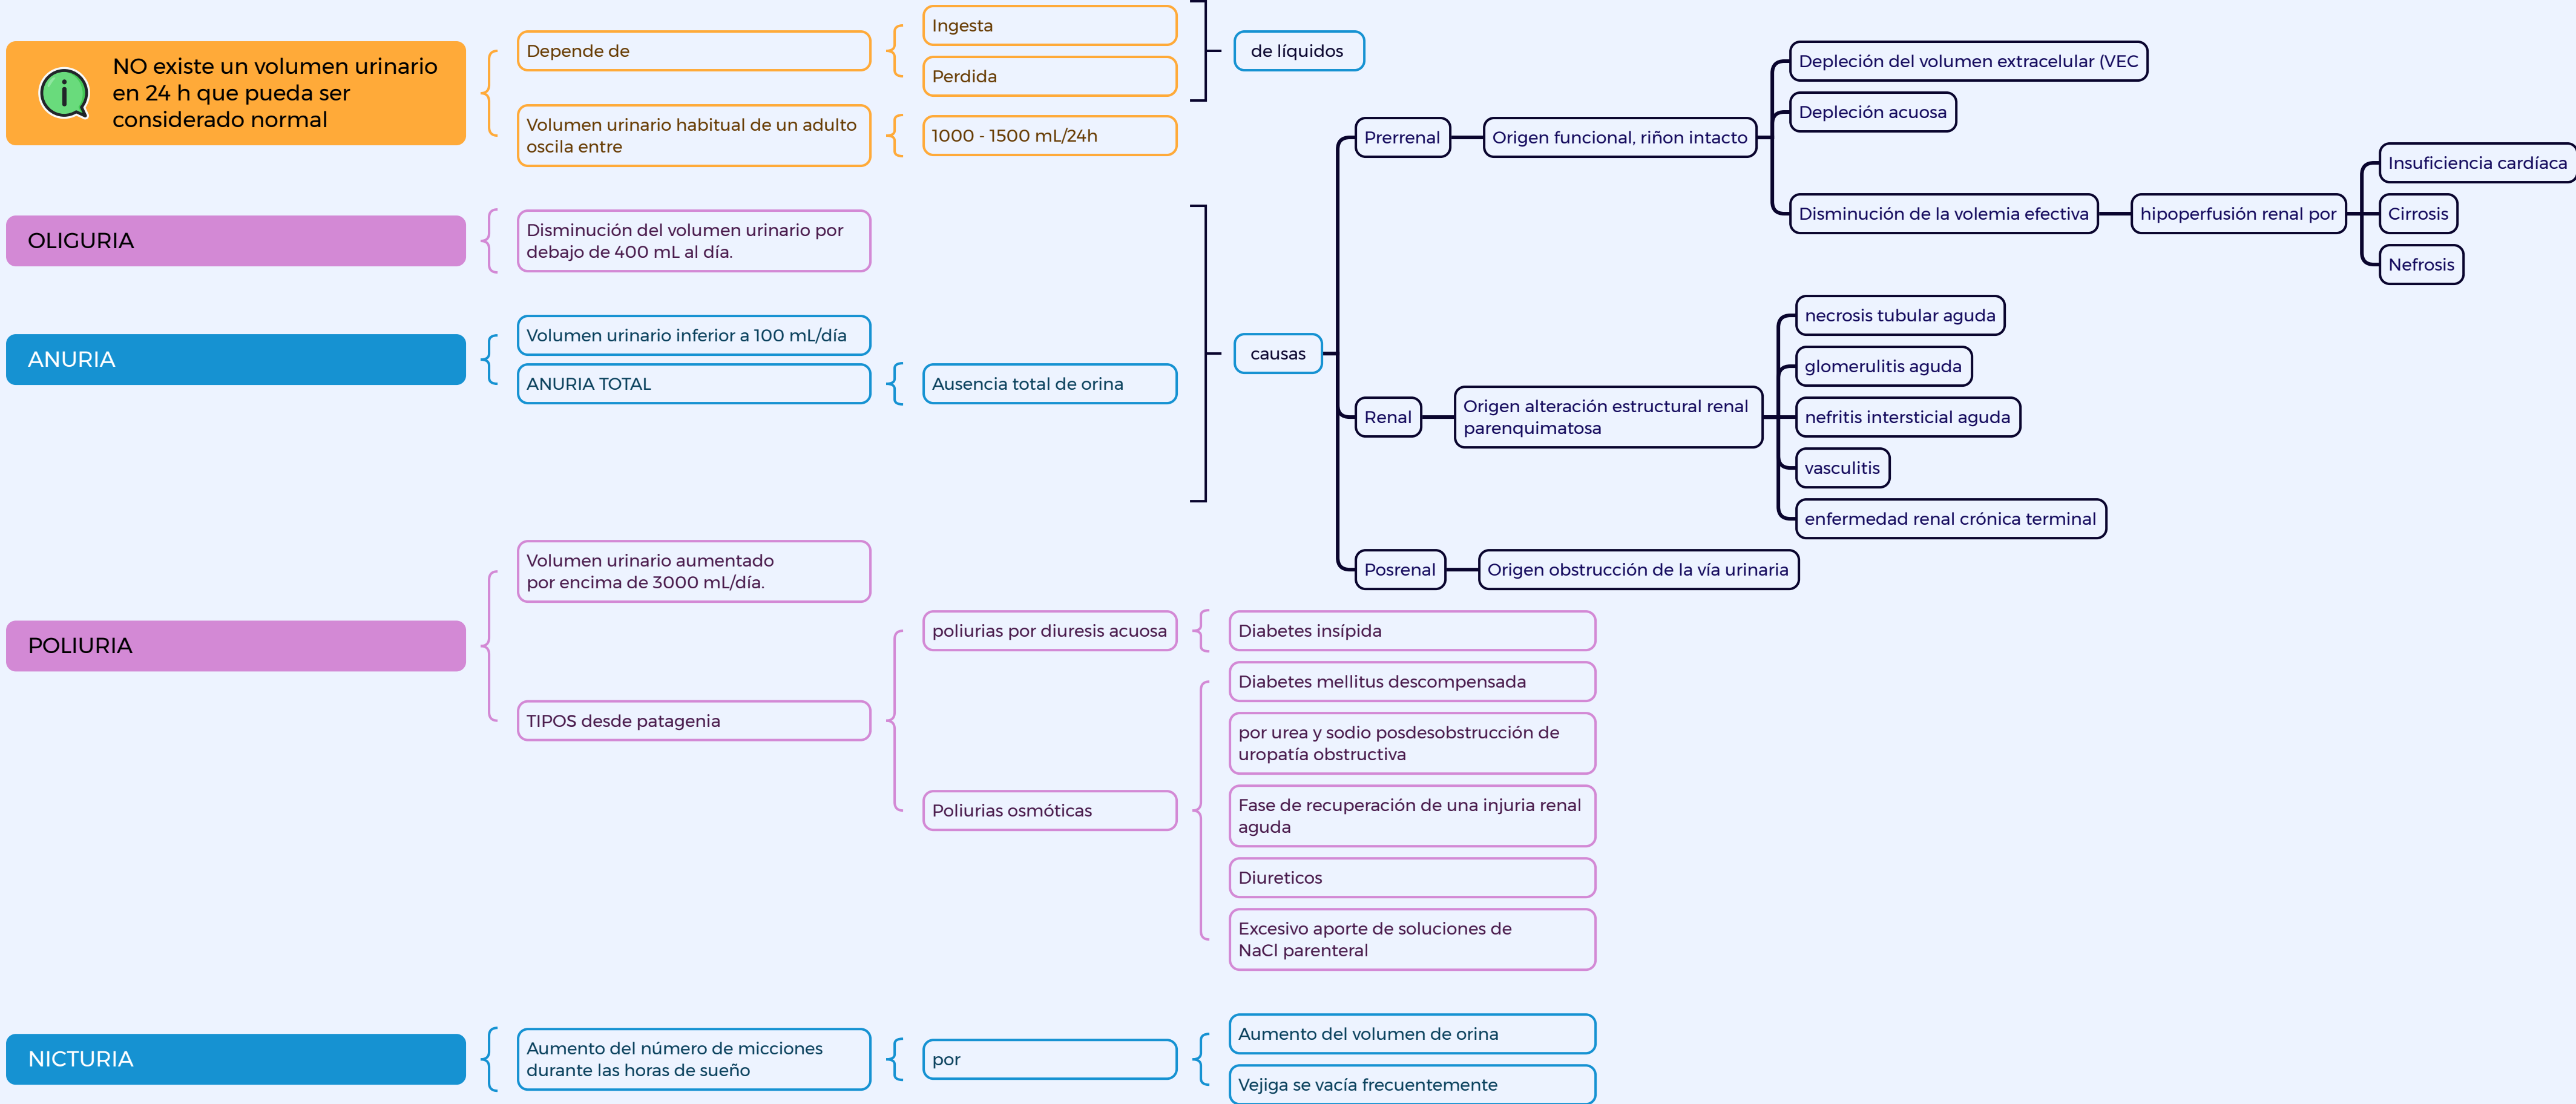 NO existe un volumen urinario
en 24 h que pueda ser
considerado normal
Depende de
Ingesta
Perdida
de líquidos
Volumen urinario habitual de un adulto
oscila entre
1000 - 1500 mL/24h
OLIGURIA
Disminución del volumen urinario por
debajo de 400 mL al día.
ANURIA
Volumen urinario inferior a 100 mL/día
ANURIA TOTAL
Ausencia total de orina
causas
Prerrenal
Origen funcional, riñon intacto
Depleción del volumen extracelular (VEC
Depleción acuosa
Disminución de la volemia efectiva
hipoperfusión renal por
Insuficiencia cardíaca
Cirrosis
Nefrosis
Renal
Origen alteración estructural renal
parenquimatosa
necrosis tubular aguda
glomerulitis aguda
nefritis intersticial aguda
vasculitis
enfermedad renal crónica terminal
Posrenal
Origen obstrucción de la vía urinaria
POLIURIA
Volumen urinario aumentado
por encima de 3000 mL/día.
TIPOS desde patagenia
poliurias por diuresis acuosa
Diabetes insípida
Poliurias osmóticas
Diabetes mellitus descompensada
por urea y sodio posdesobstrucción de
uropatía obstructiva
Fase de recuperación de una injuria renal
aguda
Diureticos
Excesivo aporte de soluciones de
NaCl parenteral
NICTURIA
Aumento del número de micciones
durante las horas de sueño
por
Aumento del volumen de orina
Vejiga se vacía frecuentemente